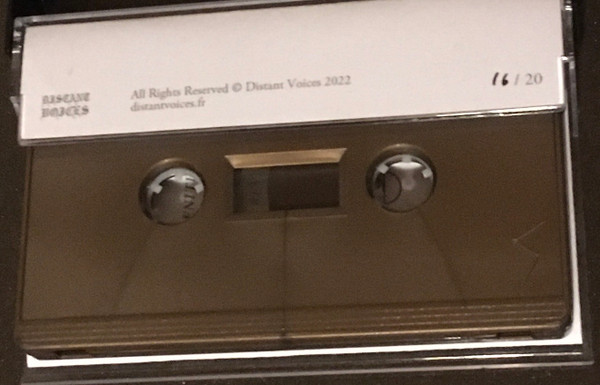 DISTANT
VOICES
All Rights Reserved © Distant Voices 2022
distantvoices.fr
16 / 20